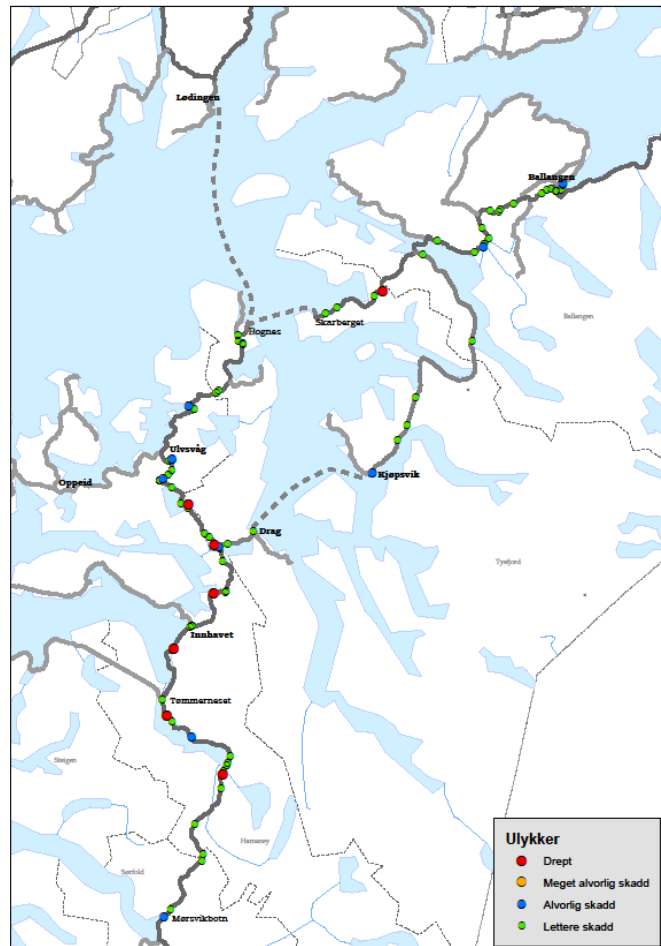 Lødingen
Ballangen
Ballangen
Skarberget
Bognes
Ulvsvåg
Oppeid
Kjøpsvik
Drag
Tysfjord
Innhavet
Tømmerneset
Steigen
Hamarøy
Sørfold
Mørsvikbotn
Ulykker
Drept
Meget alvorlig skadd
Alvorlig skadd
Lettere skadd